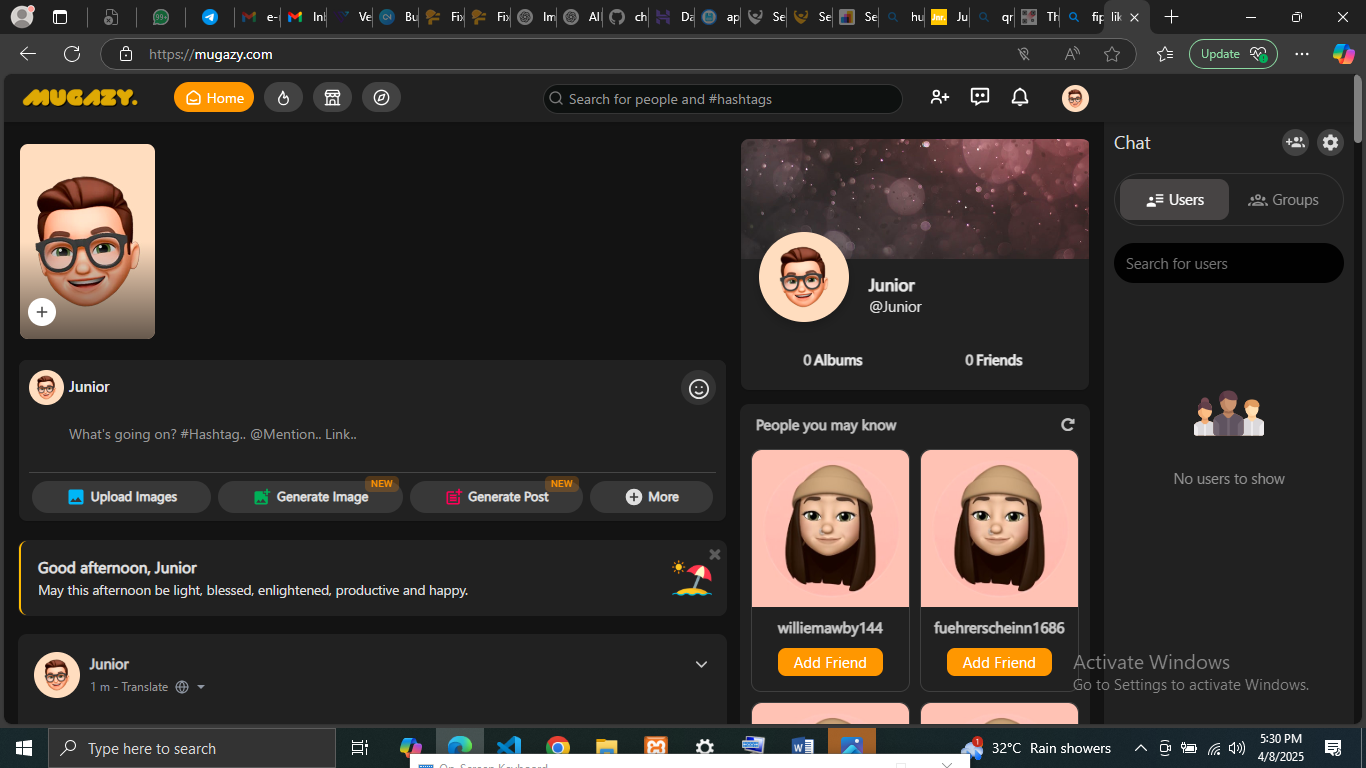 99+
e-
Inl
Ve
Bu
Fix
Fix
Im
AI
ch
Da
ap
Se
Se
Se
hu
Jnr.
Ju
qr
Th
fip
lik
https://mugazy.com
Update
MUGAZY.
Home
Search for people and #hashtags
Chat
Users
Groups
Search for users
No users to show
Junior
@Junior
0 Albums
0 Friends
Junior
What's going on? #Hashtag.. @Mention.. Link..
Upload Images
Generate Image
NEW
Generate Post
NEW
More
People you may know
williemawby144
Add Friend
fuehrerscheinn1686
Add Friend
Good afternoon, Junior
May this afternoon be light, blessed, enlightened, productive and happy.
Junior
1 m - Translate
Activate Windows
Go to Settings to activate Windows.
Type here to search
1
32°C Rain showers
5:30 PM
4/8/2025
On-Screen Keyboard